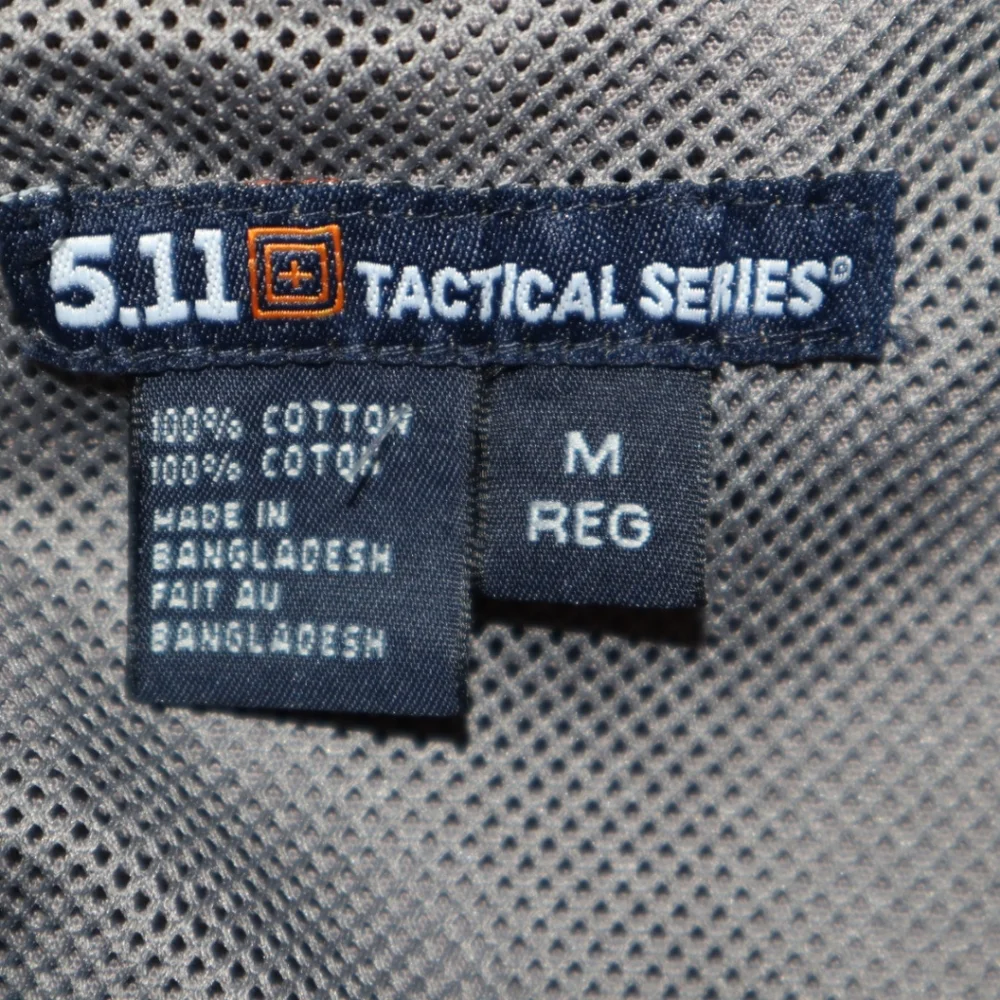 5.11 TACTICAL SERIES®
100% COTTON
100% COTON
MADE IN
BANGLADESH
FAIT AU
BANGLADESH
M
REG